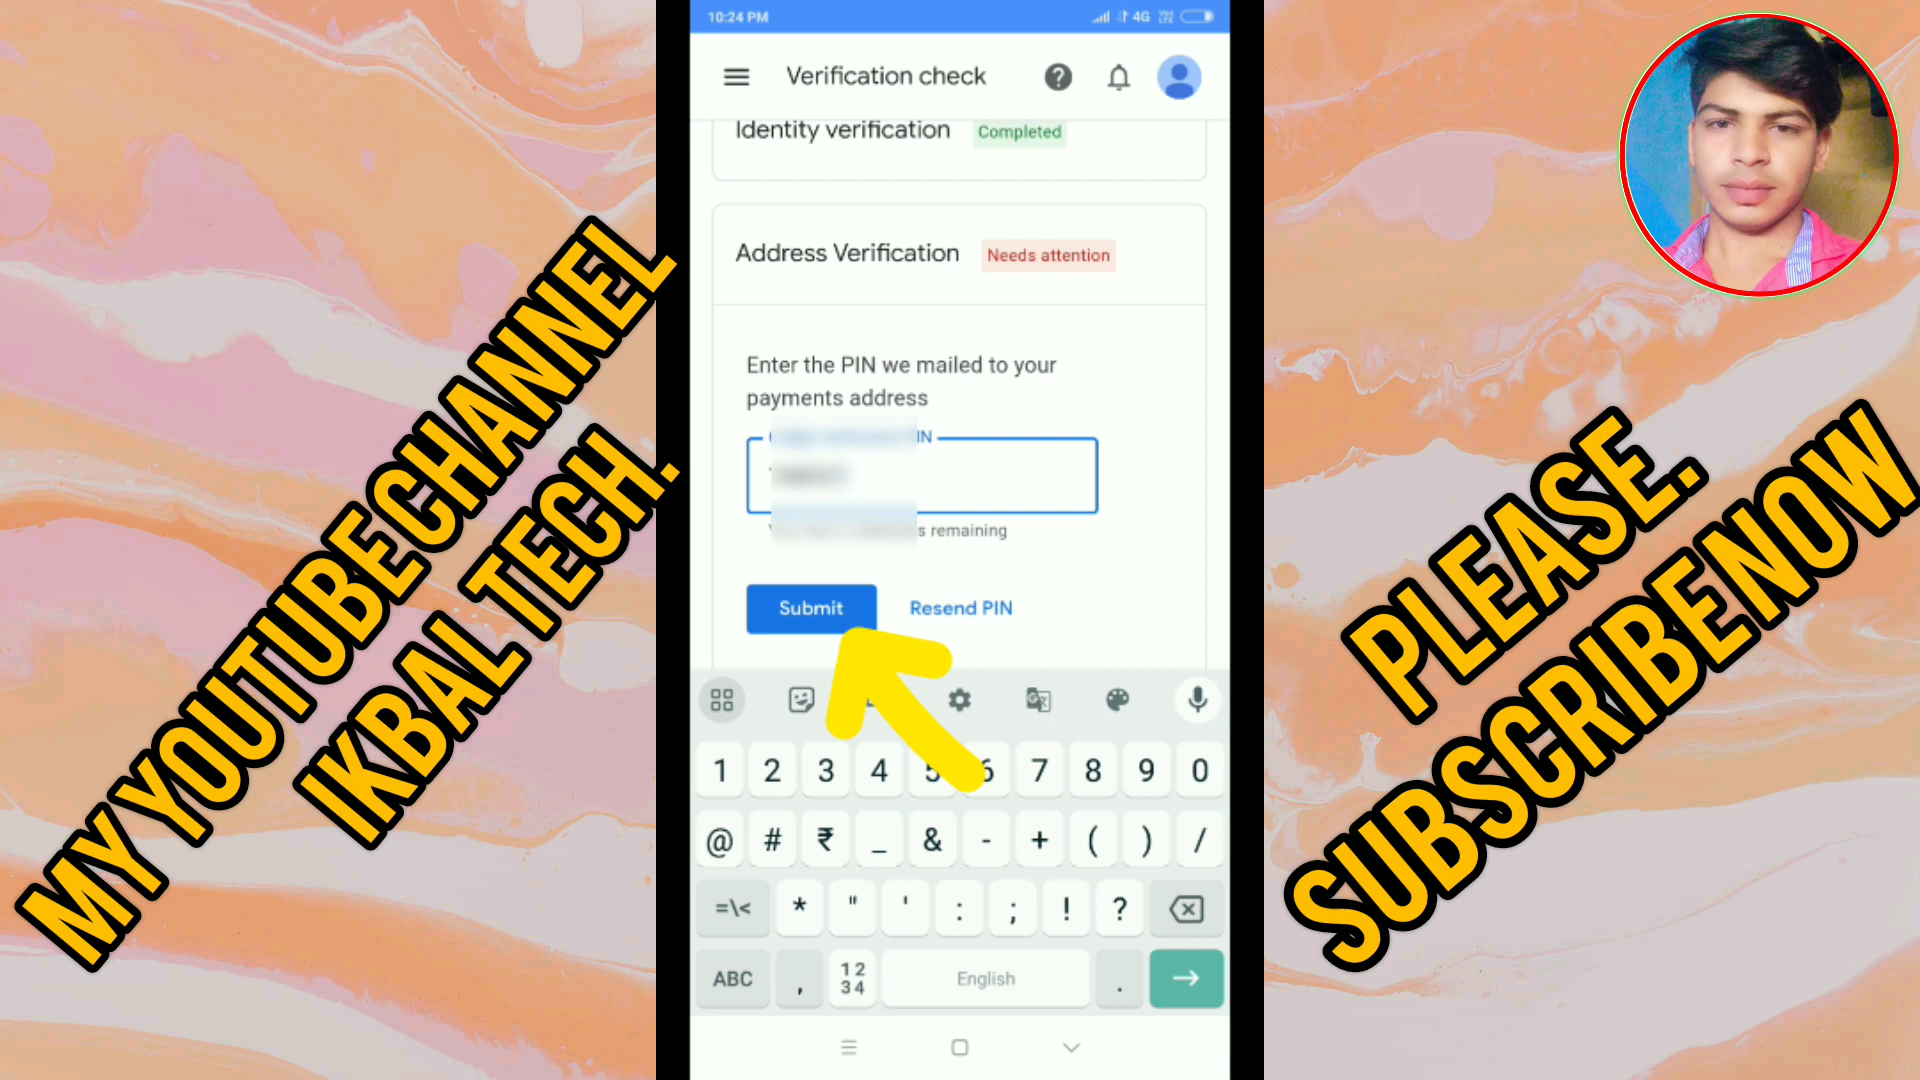 MY YOUTUBE CHANNEL
IKBAL TECH.
10:24 PM
4G
Verification check
Identity verification Completed
Address Verification Needs attention
Enter the PIN we mailed to your
payments address
remaining
Submit Resend PIN
1 2 3 4 5 6 7 8 9 0
@ # ₹ _ & - + ( ) /
=\< * " ' : ; ! ?
ABC , 12 English .
34
PLEASE.
SUBSCRIBE NOW